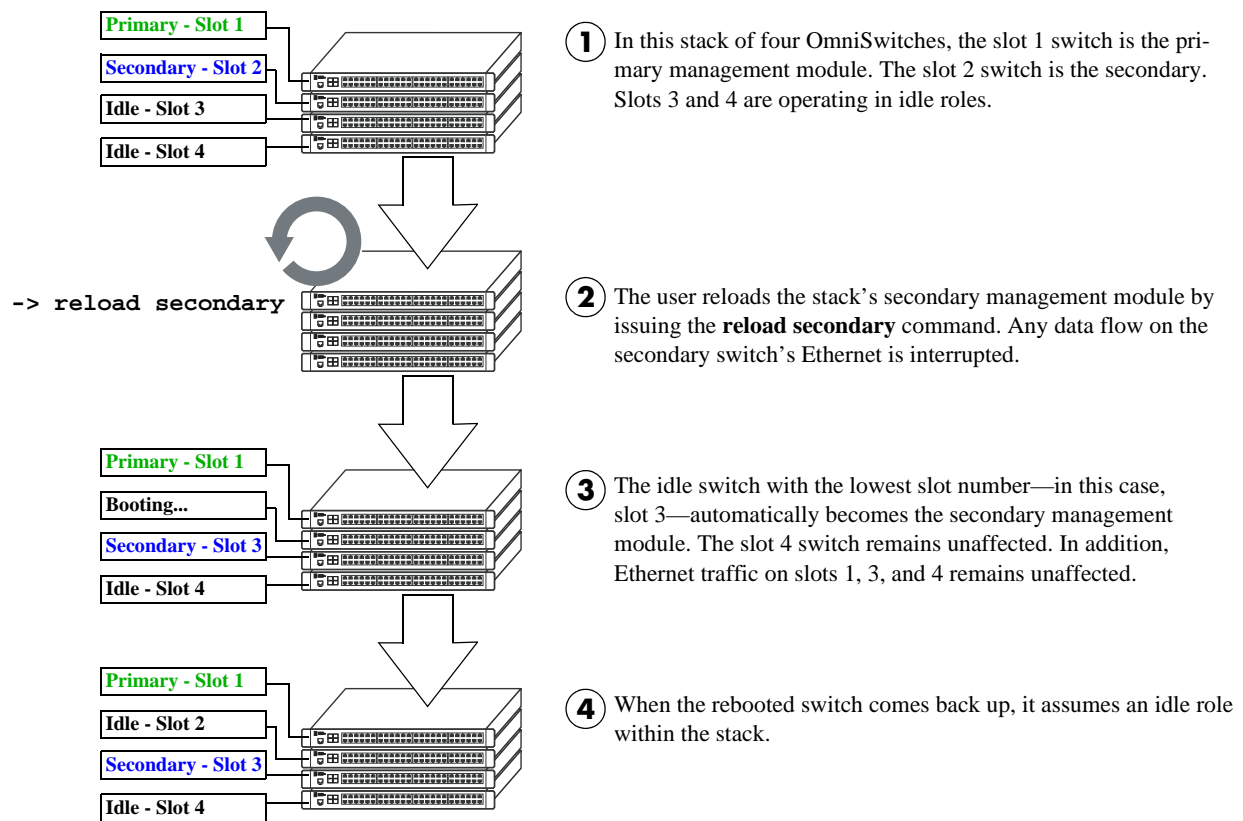 Primary - Slot 1
Secondary - Slot 2
Idle - Slot 3
Idle - Slot 4
1 In this stack of four OmniSwitches, the slot 1 switch is the pri-
mary management module. The slot 2 switch is the secondary.
Slots 3 and 4 are operating in idle roles.
-> reload secondary
2 The user reloads the stack’s secondary management module by
issuing the reload secondary command. Any data flow on the
secondary switch’s Ethernet is interrupted.
Primary - Slot 1
Booting...
Secondary - Slot 3
Idle - Slot 4
3 The idle switch with the lowest slot number—in this case,
slot 3—automatically becomes the secondary management
module. The slot 4 switch remains unaffected. In addition,
Ethernet traffic on slots 1, 3, and 4 remains unaffected.
Primary - Slot 1
Idle - Slot 2
Secondary - Slot 3
Idle - Slot 4
4 When the rebooted switch comes back up, it assumes an idle role
within the stack.